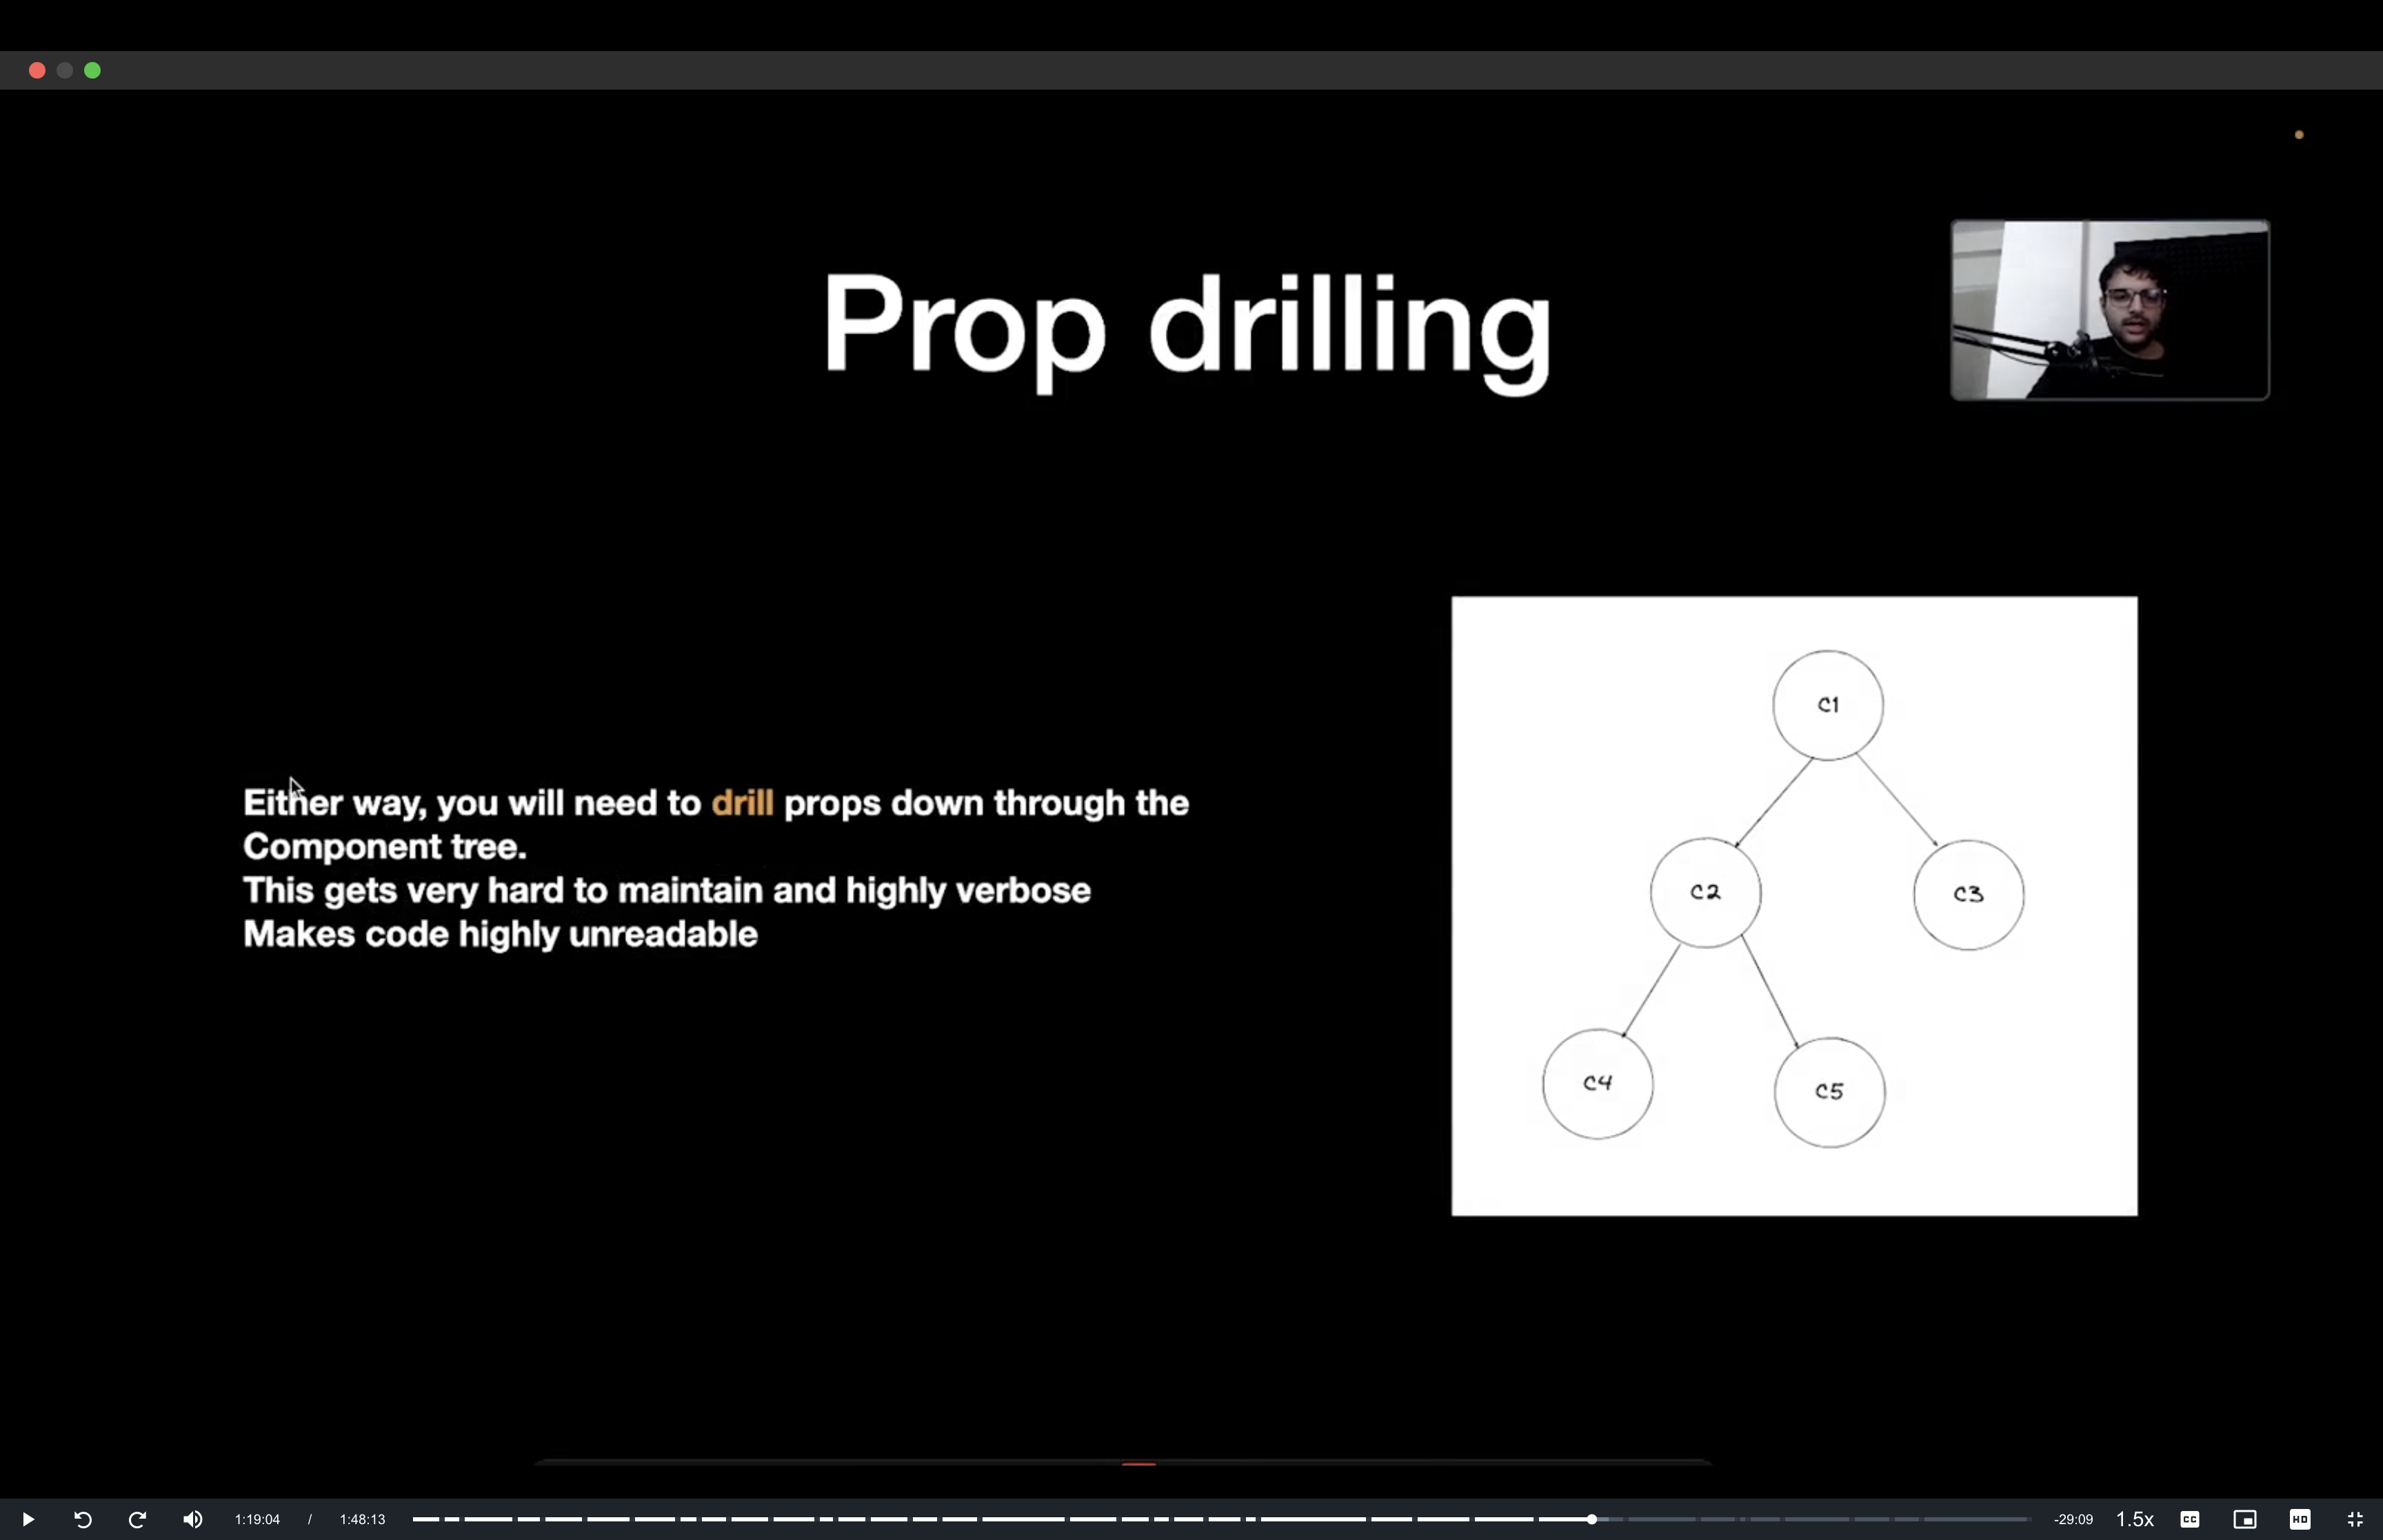 Prop drilling
Either way, you will need to drill props down through the
Component tree.
This gets very hard to maintain and highly verbose
Makes code highly unreadable
C1
C2
C3
C4
C5
1:19:04 / 1:48:13
-29:09
1.5x
CC
HD